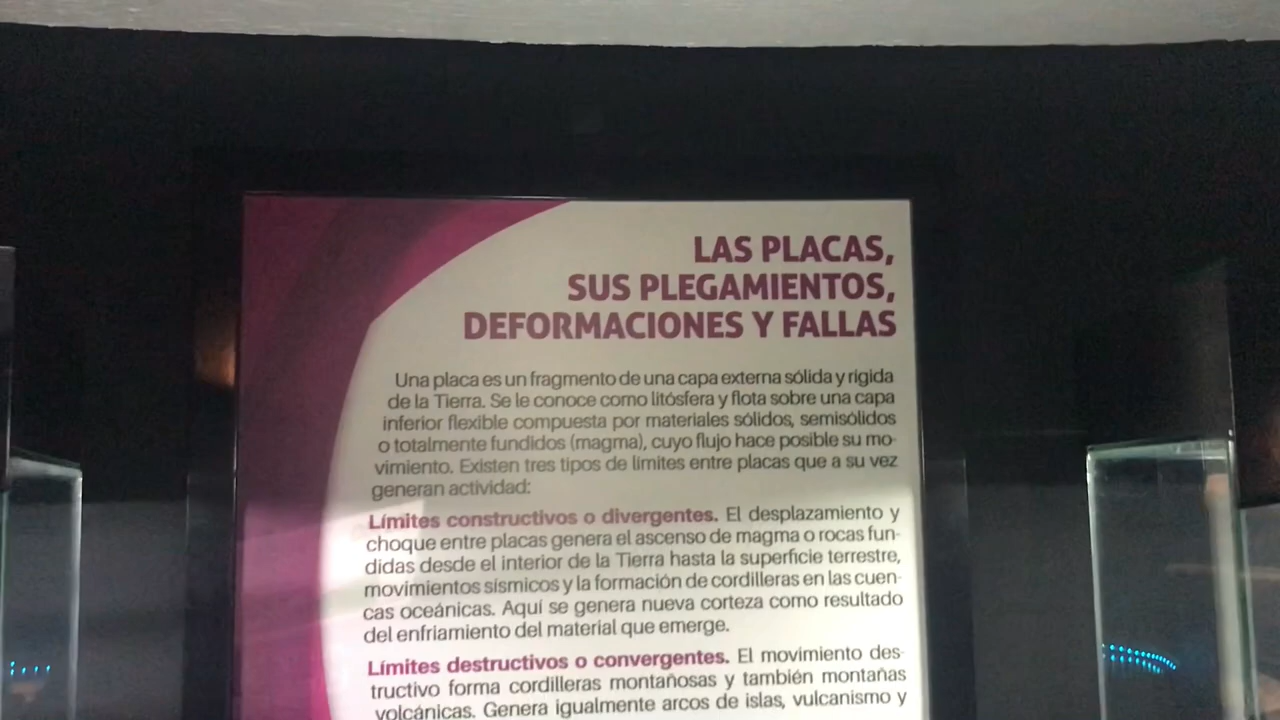 LAS PLACAS,
SUS PLEGAMIENTOS,
DEFORMACIONES Y FALLAS
Una placa es un fragmento de una capa externa sólida y rígida
de la Tierra. Se le conoce como litósfera y flota sobre una capa
inferior flexible compuesta por materiales sólidos, semisólidos
o totalmente fundidos (magma), cuyo flujo hace posible su mo-
vimiento. Existen tres tipos de límites entre placas que a su vez
generan actividad:
Límites constructivos o divergentes. El desplazamiento y
choque entre placas genera el ascenso de magma o rocas fun-
didas desde el interior de la Tierra hasta la superficie terrestre,
movimientos sísmicos y la formación de cordilleras en las cuen-
cas oceánicas. Aquí se genera nueva corteza como resultado
del enfriamiento del material que emerge.
Límites destructivos o convergentes. El movimiento des-
tructivo forma cordilleras montañosas y también montañas
volcánicas. Genera igualmente arcos de islas, vulcanismo y